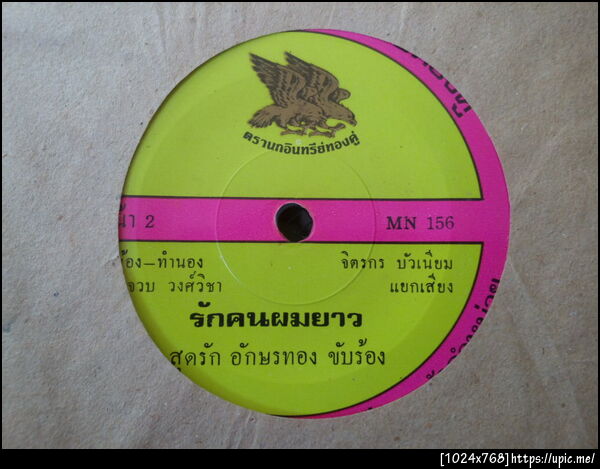 ตรานกอินทรีย์ทองคู่
2
MN 156
จิตรกร บัวเนียม
วงศ์วิชา
แยกเสียง
รักคนผมยาว
สุดรัก อักษรทอง ขับร้อง
[1024x768]https://upic.me/